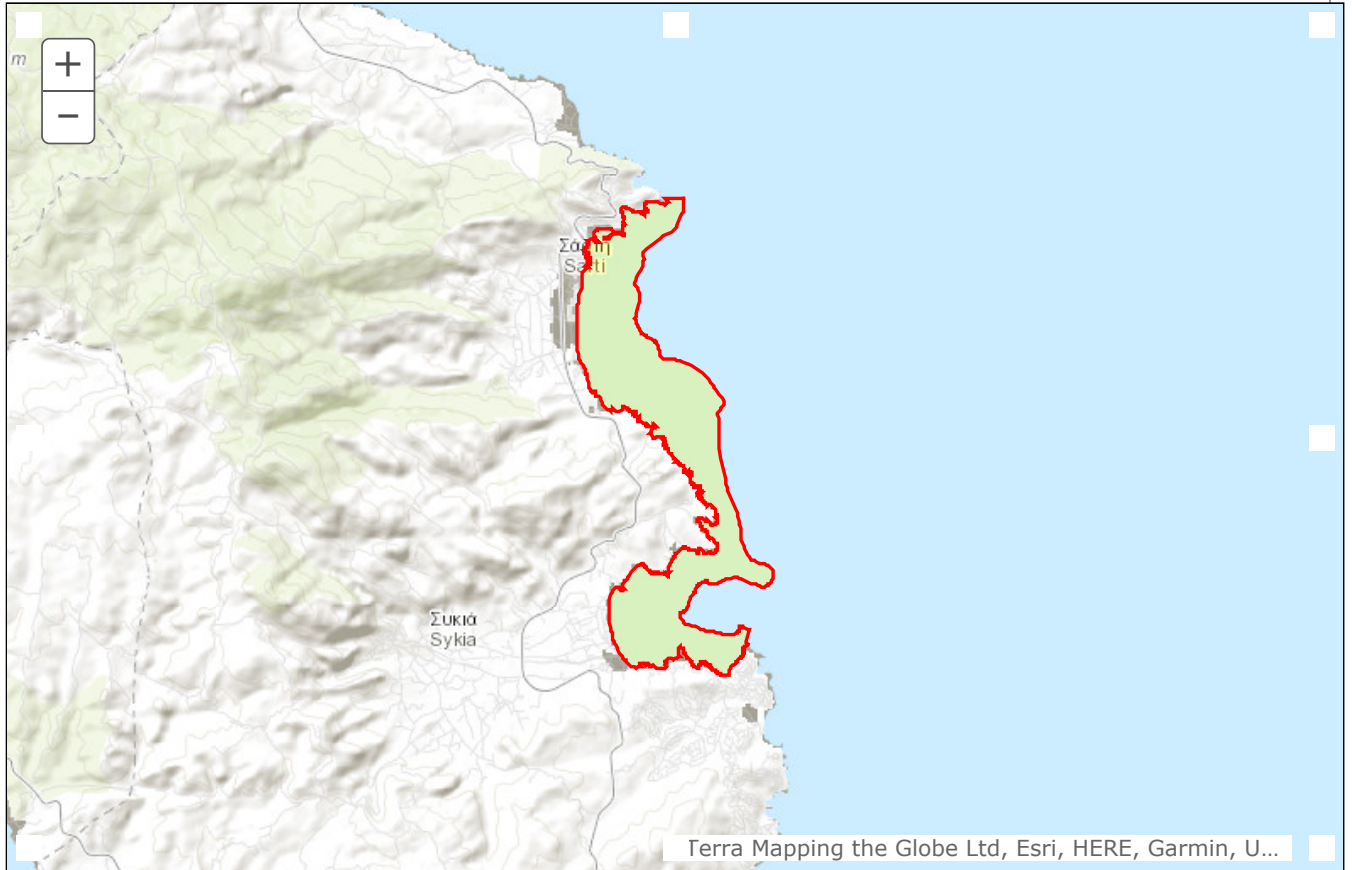 m
+
−
Σάρτη
Sarti
Συκιά
Sykia
Terra Mapping the Globe Ltd, Esri, HERE, Garmin, U...